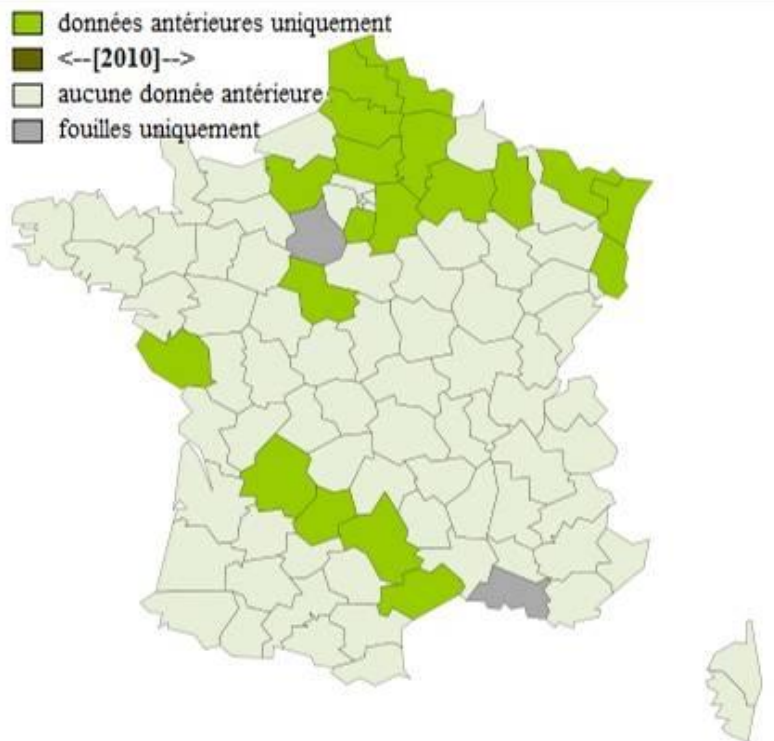 données antérieures uniquement
<--[2010]-->
aucune donnée antérieure
fouilles uniquement